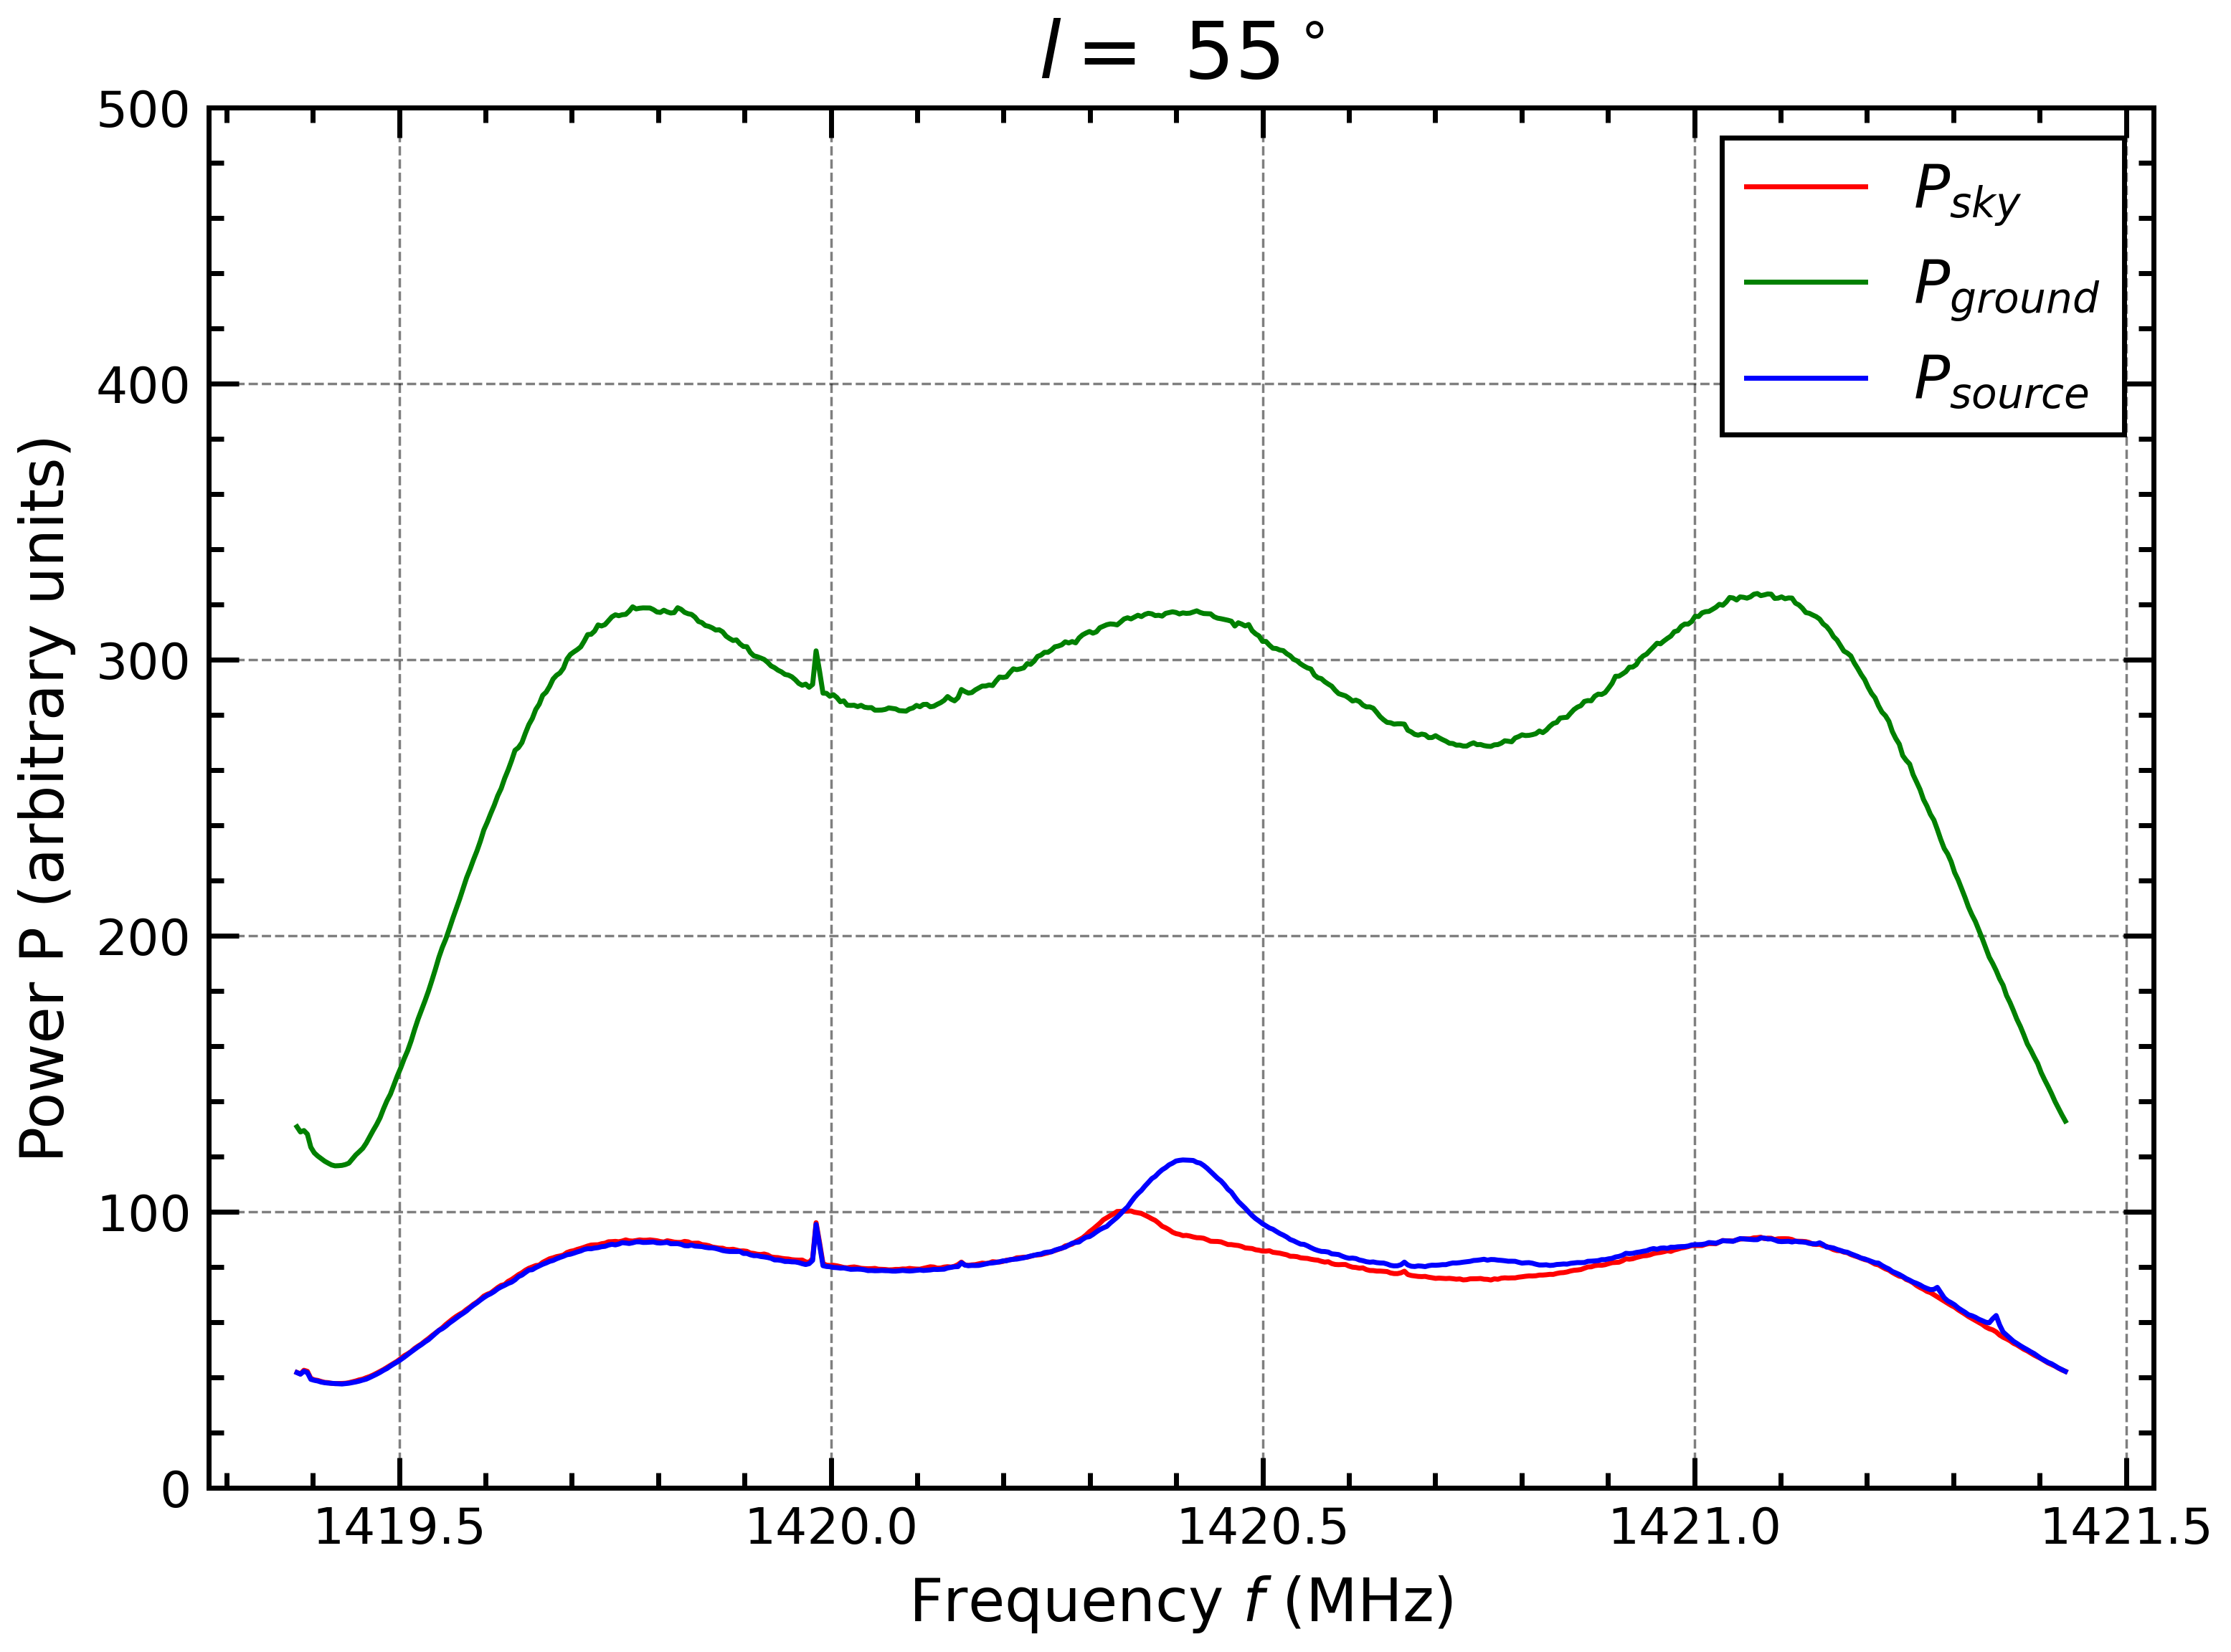 l = 55°
500
400
300
200
100
0
Power P (arbitrary units)
P_sky
P_ground
P_source
1419.5 1420.0 1420.5 1421.0 1421.5
Frequency f (MHz)